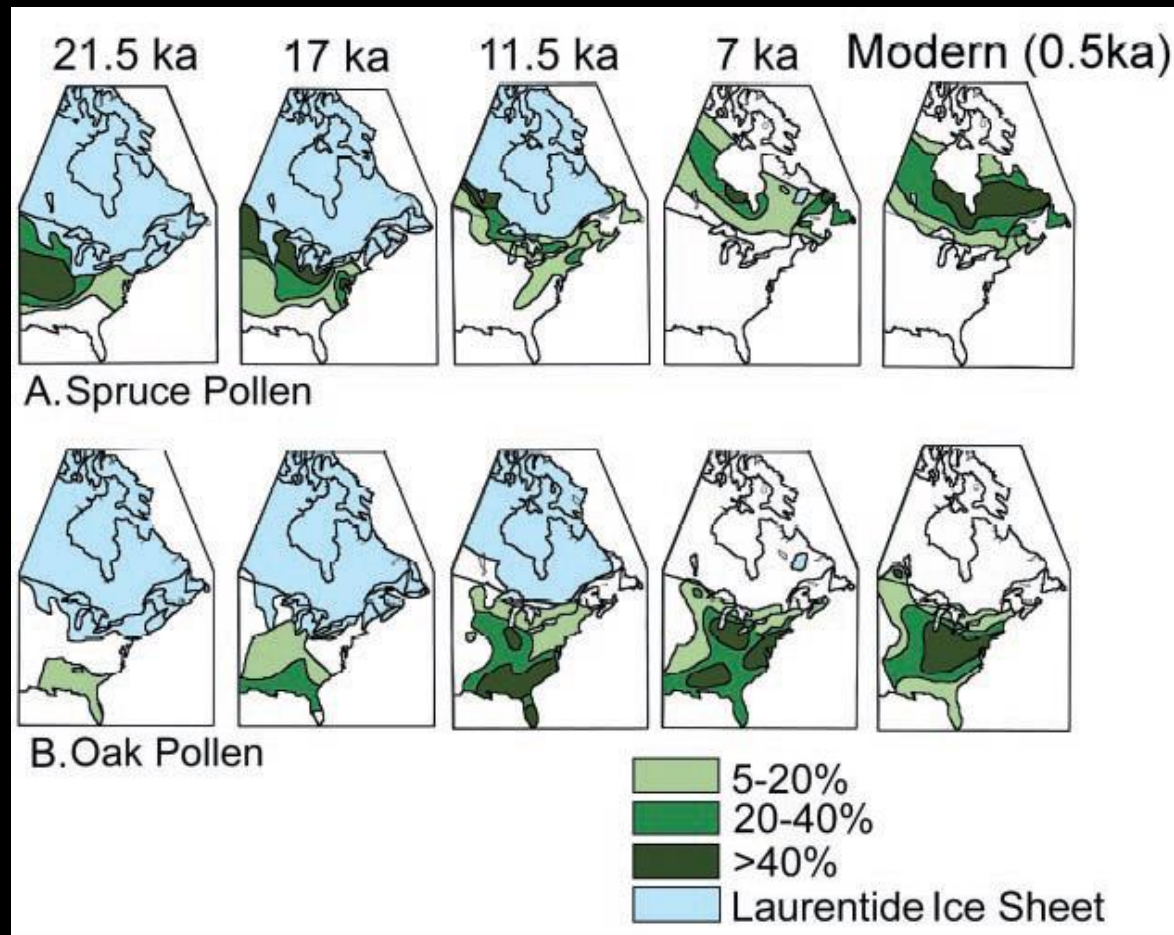 21.5 ka 17 ka 11.5 ka 7 ka Modern (0.5ka)
A. Spruce Pollen
B. Oak Pollen
5-20%
20-40%
>40%
Laurentide Ice Sheet